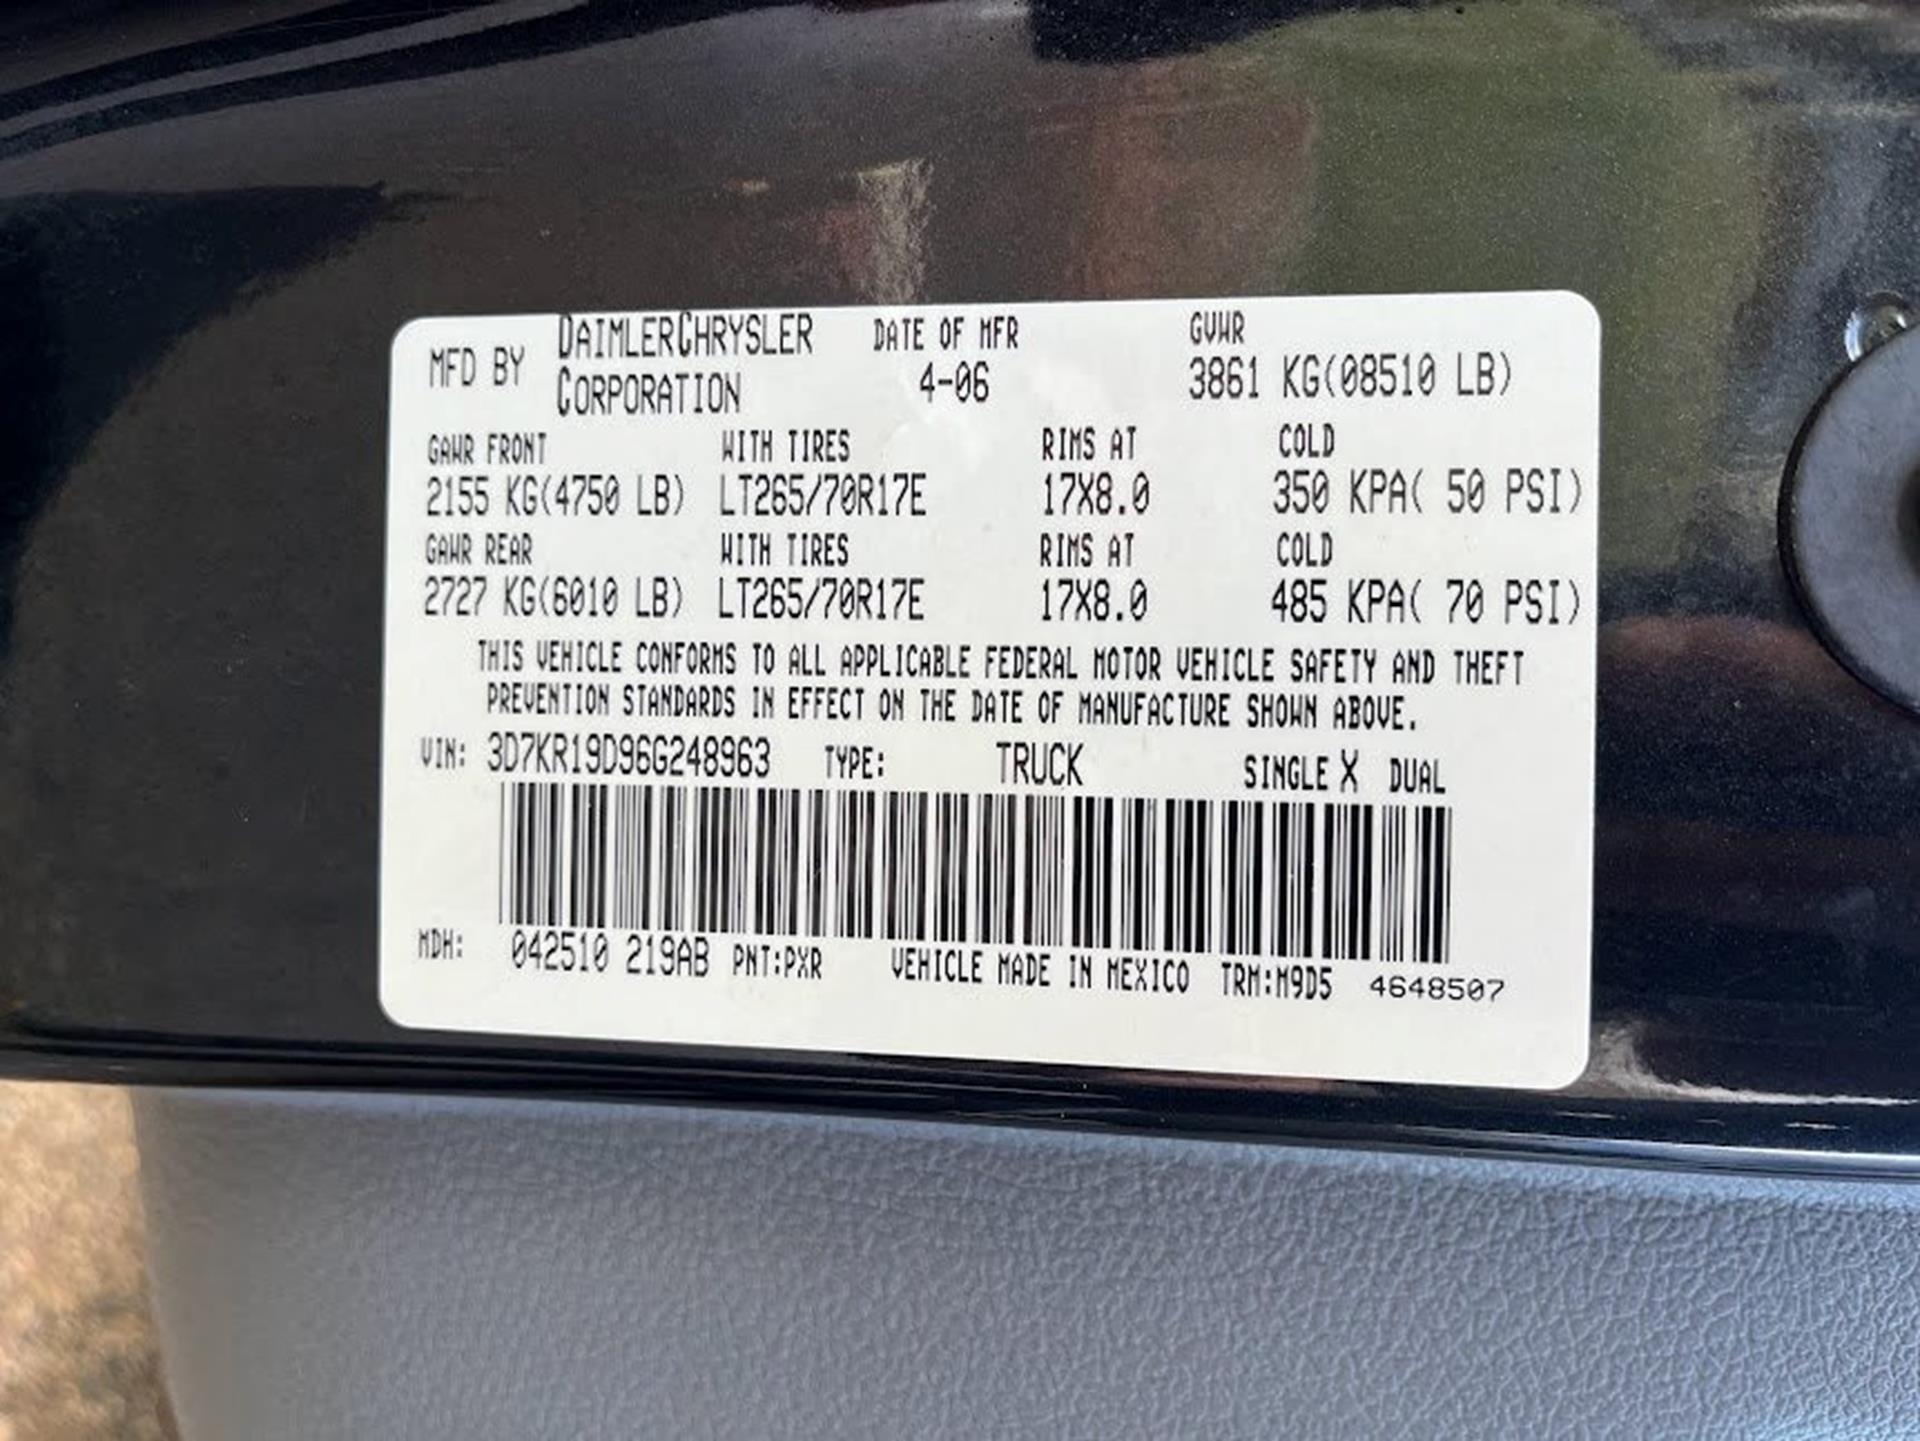 MFD BY DAIMLERCHRYSLER CORPORATION DATE OF MFR 4-06 GVWR 3861 KG(08510 LB)
GAWR FRONT WITH TIRES RIMS AT COLD
2155 KG(4750 LB) LT265/70R17E 17X8.0 350 KPA( 50 PSI)
GAWR REAR WITH TIRES RIMS AT COLD
2727 KG(6010 LB) LT265/70R17E 17X8.0 485 KPA( 70 PSI)
THIS VEHICLE CONFORMS TO ALL APPLICABLE FEDERAL MOTOR VEHICLE SAFETY AND THEFT
PREVENTION STANDARDS IN EFFECT ON THE DATE OF MANUFACTURE SHOWN ABOVE.
VIN: 3D7KR19D96G248963 TYPE: TRUCK SINGLE X DUAL
MDH: 042510 219AB PNT:PXR VEHICLE MADE IN MEXICO TRM:M9D5 4648507